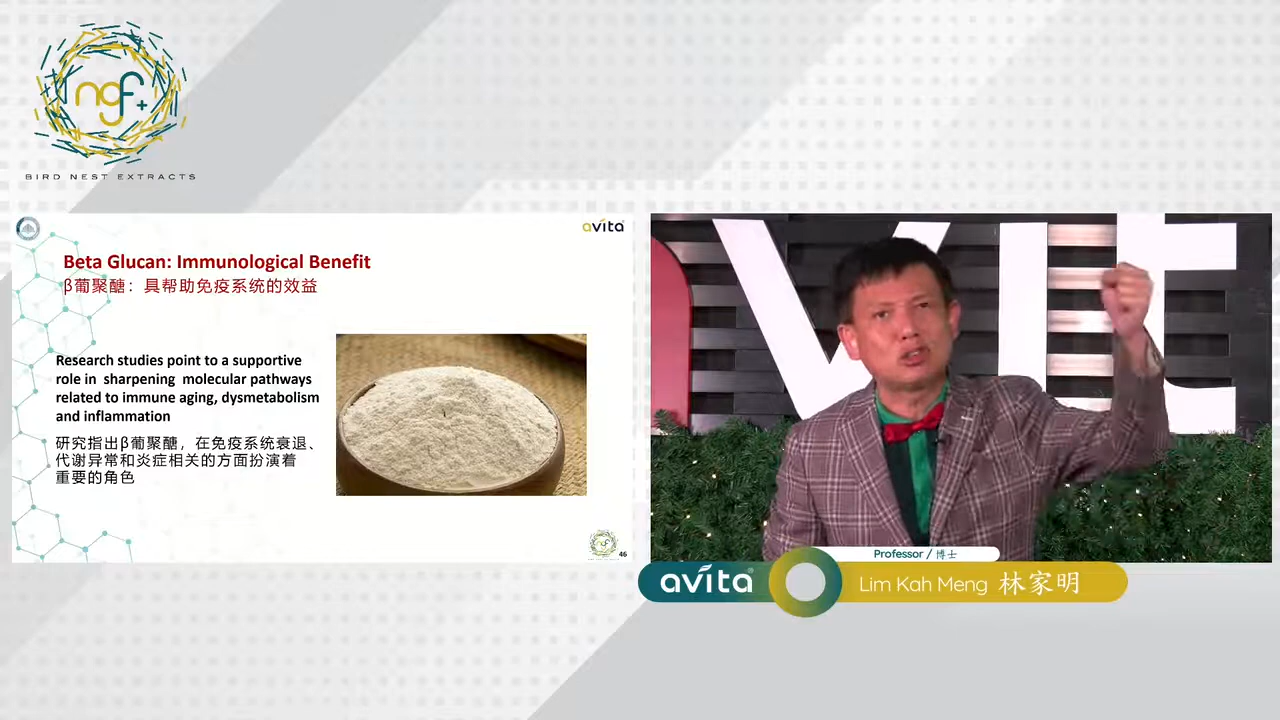 ngf+
BIRD NEST EXTRACTS
avita
Beta Glucan: Immunological Benefit
β葡聚醣：具帮助免疫系统的效益
Research studies point to a supportive
role in sharpening molecular pathways
related to immune aging, dysmetabolism
and inflammation
研究指出β葡聚醣，在免疫系统衰退、
代谢异常和炎症相关的方面扮演着
重要的角色
ngf
46
Professor / 博士
avita
Lim Kah Meng 林家明